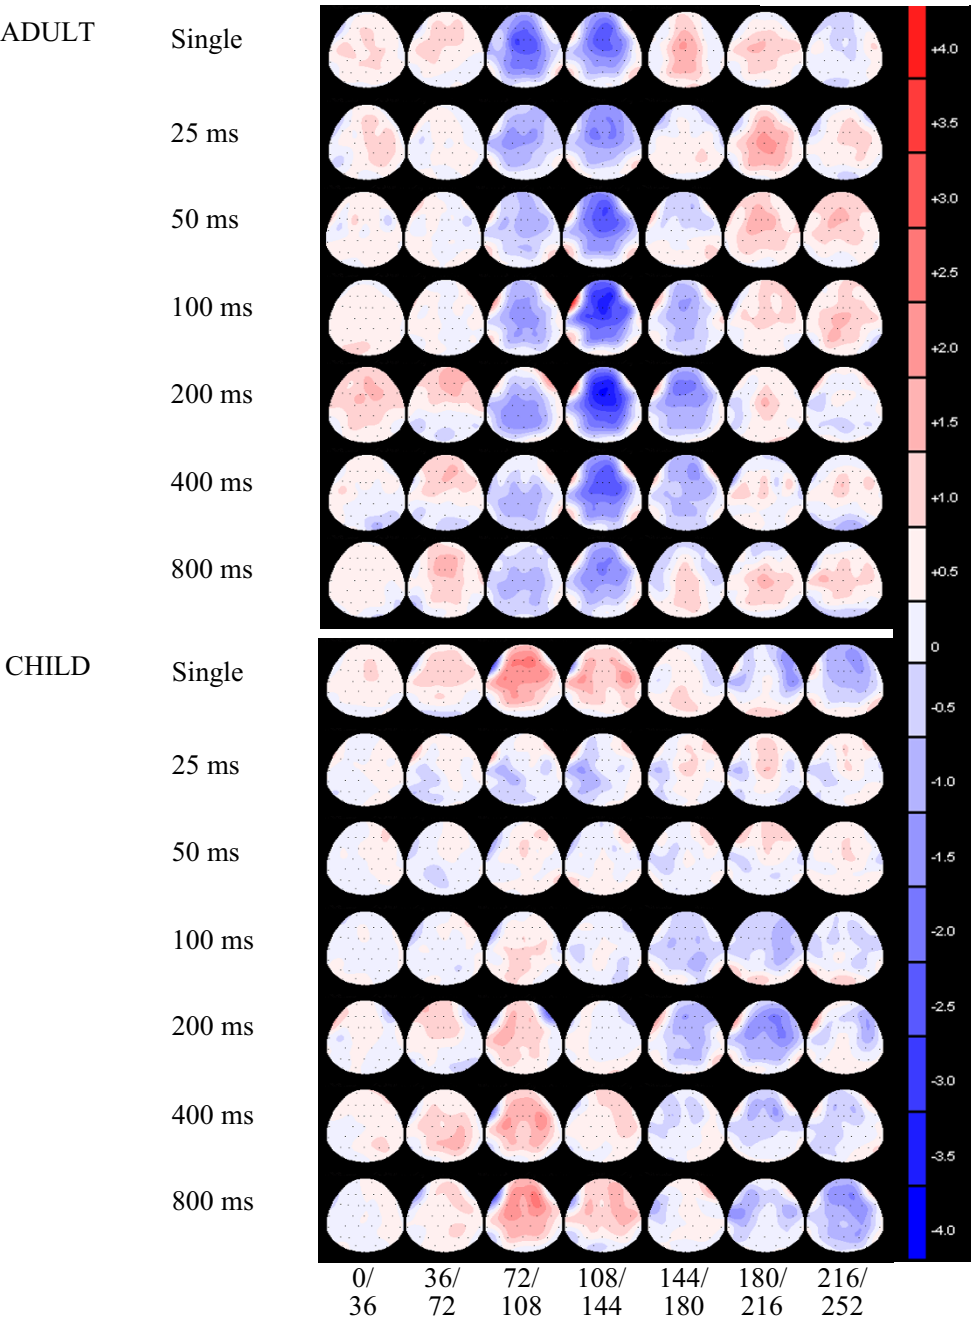 ADULT
Single
25 ms
50 ms
100 ms
200 ms
400 ms
800 ms
CHILD
Single
25 ms
50 ms
100 ms
200 ms
400 ms
800 ms
0/ 36/ 72/ 108/ 144/ 180/ 216/
36 72 108 144 180 216 252
+4.0
+3.5
+3.0
+2.5
+2.0
+1.5
+1.0
+0.5
0
-0.5
-1.0
-1.5
-2.0
-2.5
-3.0
-3.5
-4.0